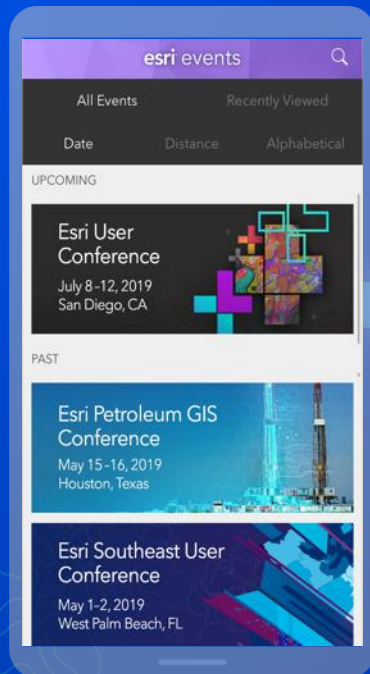 esri events
All Events Recently Viewed
Date Distance Alphabetical
UPCOMING
Esri User
Conference
July 8-12, 2019
San Diego, CA
PAST
Esri Petroleum GIS
Conference
May 15-16, 2019
Houston, Texas
Esri Southeast User
Conference
May 1-2, 2019
West Palm Beach, FL